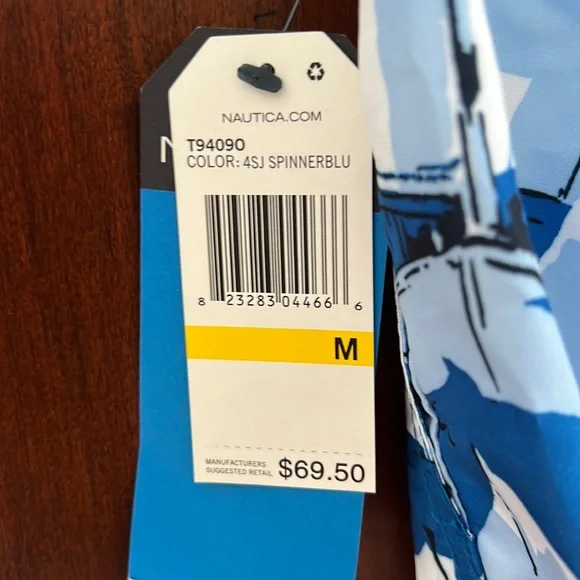 N
NAUTICA.COM
T94090
COLOR: 4SJ SPINNERBLU
8 23283 04466 6
M
MANUFACTURERS
SUGGESTED RETAIL $69.50